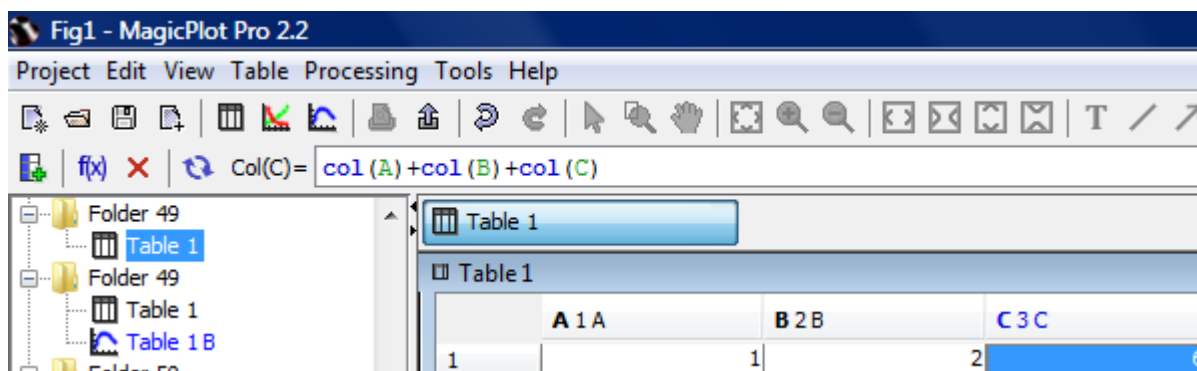 Fig1 - MagicPlot Pro 2.2
Project Edit View Table Processing Tools Help
T
f(x) Col(C)= col(A)+col(B)+col(C)
Folder 49
Table 1
Table 1
Folder 49
Table 1
Table 1
Table 1 B
A 1 A B 2 B C 3 C
1 1 2